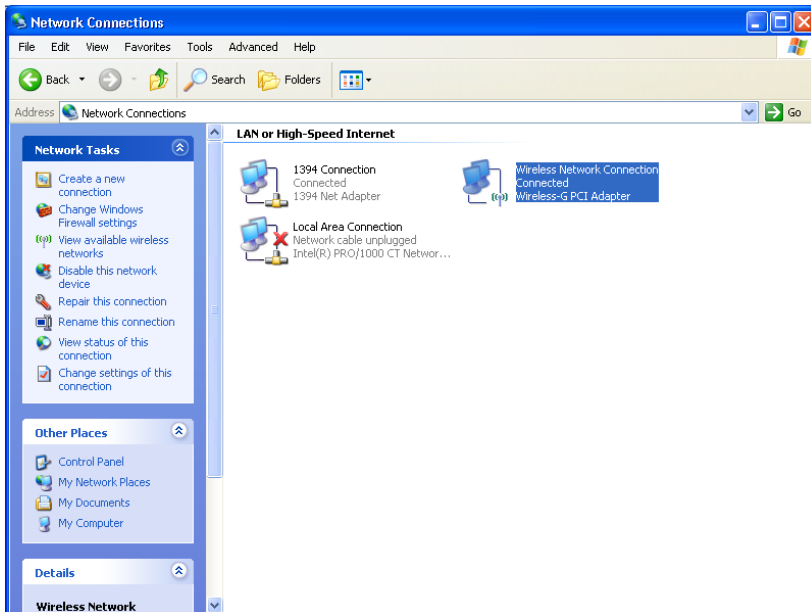 Network Connections
File Edit View Favorites Tools Advanced Help
Back Search Folders
Address Network Connections Go
Network Tasks
Create a new
connection
Change Windows
Firewall settings
View available wireless
networks
Disable this network
device
Repair this connection
Rename this connection
View status of this
connection
Change settings of this
connection
Other Places
Control Panel
My Network Places
My Documents
My Computer
Details
Wireless Network
LAN or High-Speed Internet
1394 Connection
Connected
1394 Net Adapter
Wireless Network Connection
Connected
Wireless-G PCI Adapter
Local Area Connection
Network cable unplugged
Intel(R) PRO/1000 CT Networ...